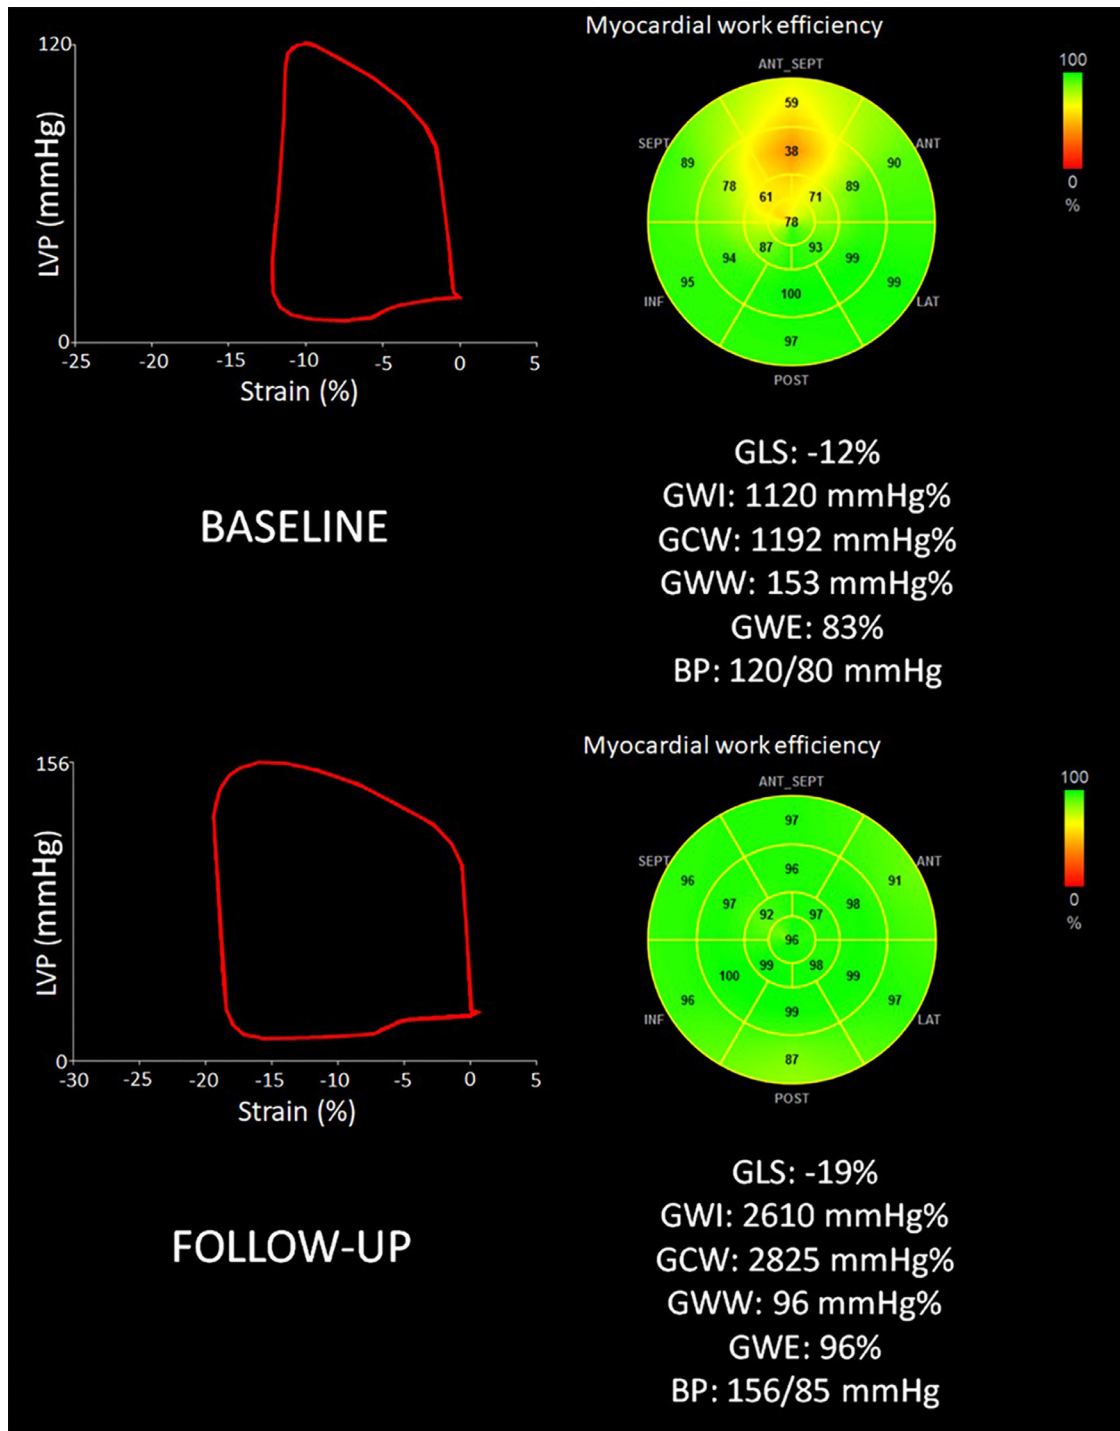 Myocardial work efficiency
120
LVP (mmHg)
0
-25 -20 -15 -10 -5 0 5
Strain (%)
ANT_SEPT
SEPT
ANT
INF
LAT
POST
59
38
89
90
78
89
61
71
78
87
93
94
99
95
99
100
97
100
0
%
BASELINE
GLS: -12%
GWI: 1120 mmHg%
GCW: 1192 mmHg%
GWW: 153 mmHg%
GWE: 83%
BP: 120/80 mmHg
Myocardial work efficiency
156
LVP (mmHg)
0
-30 -25 -20 -15 -10 -5 0 5
Strain (%)
ANT_SEPT
SEPT
ANT
INF
LAT
POST
97
96
96
91
97
98
92
97
96
99
98
100
99
96
97
99
87
100
0
%
FOLLOW-UP
GLS: -19%
GWI: 2610 mmHg%
GCW: 2825 mmHg%
GWW: 96 mmHg%
GWE: 96%
BP: 156/85 mmHg